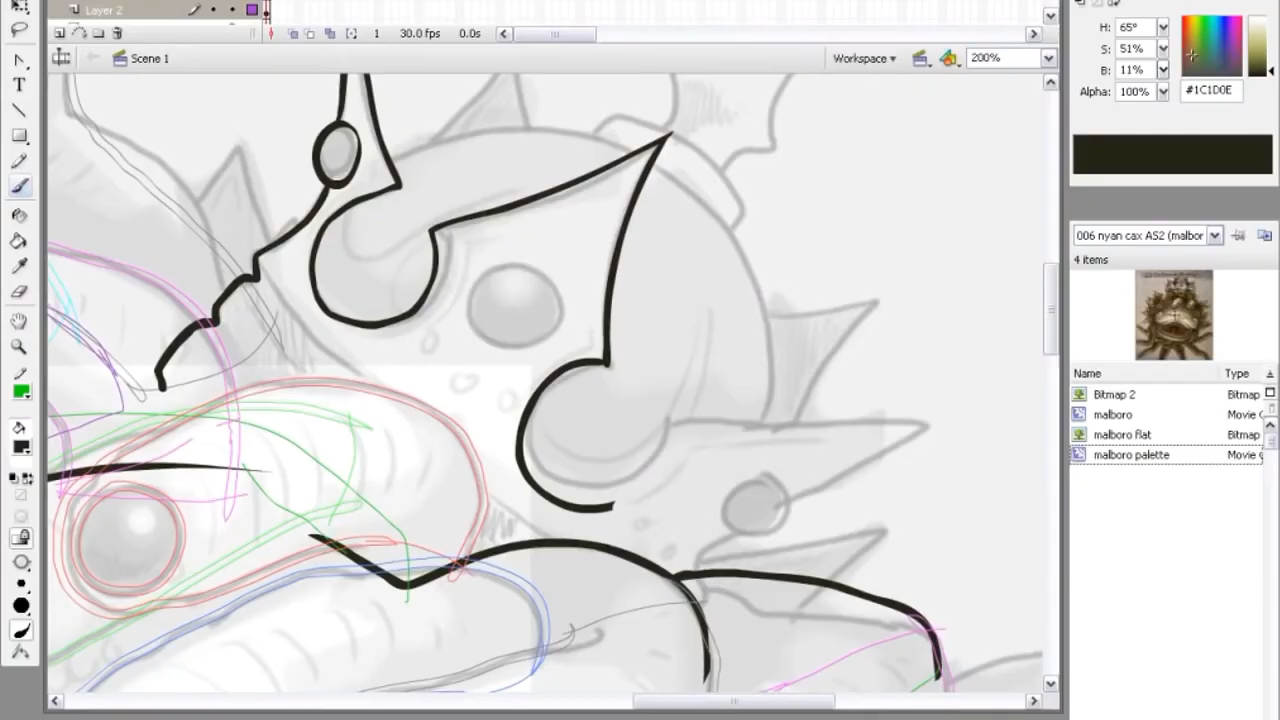 Layer 2
1 30.0 fps 0.0s
Scene 1
Workspace
200%
H: 65°
S: 51%
B: 11%
Alpha: 100% #1C1D0E
006 nyan cax AS2 (malbor
4 items
Name Type
Bitmap 2 Bitmap
malboro Movie C
malboro flat Bitmap
malboro palette Movie C